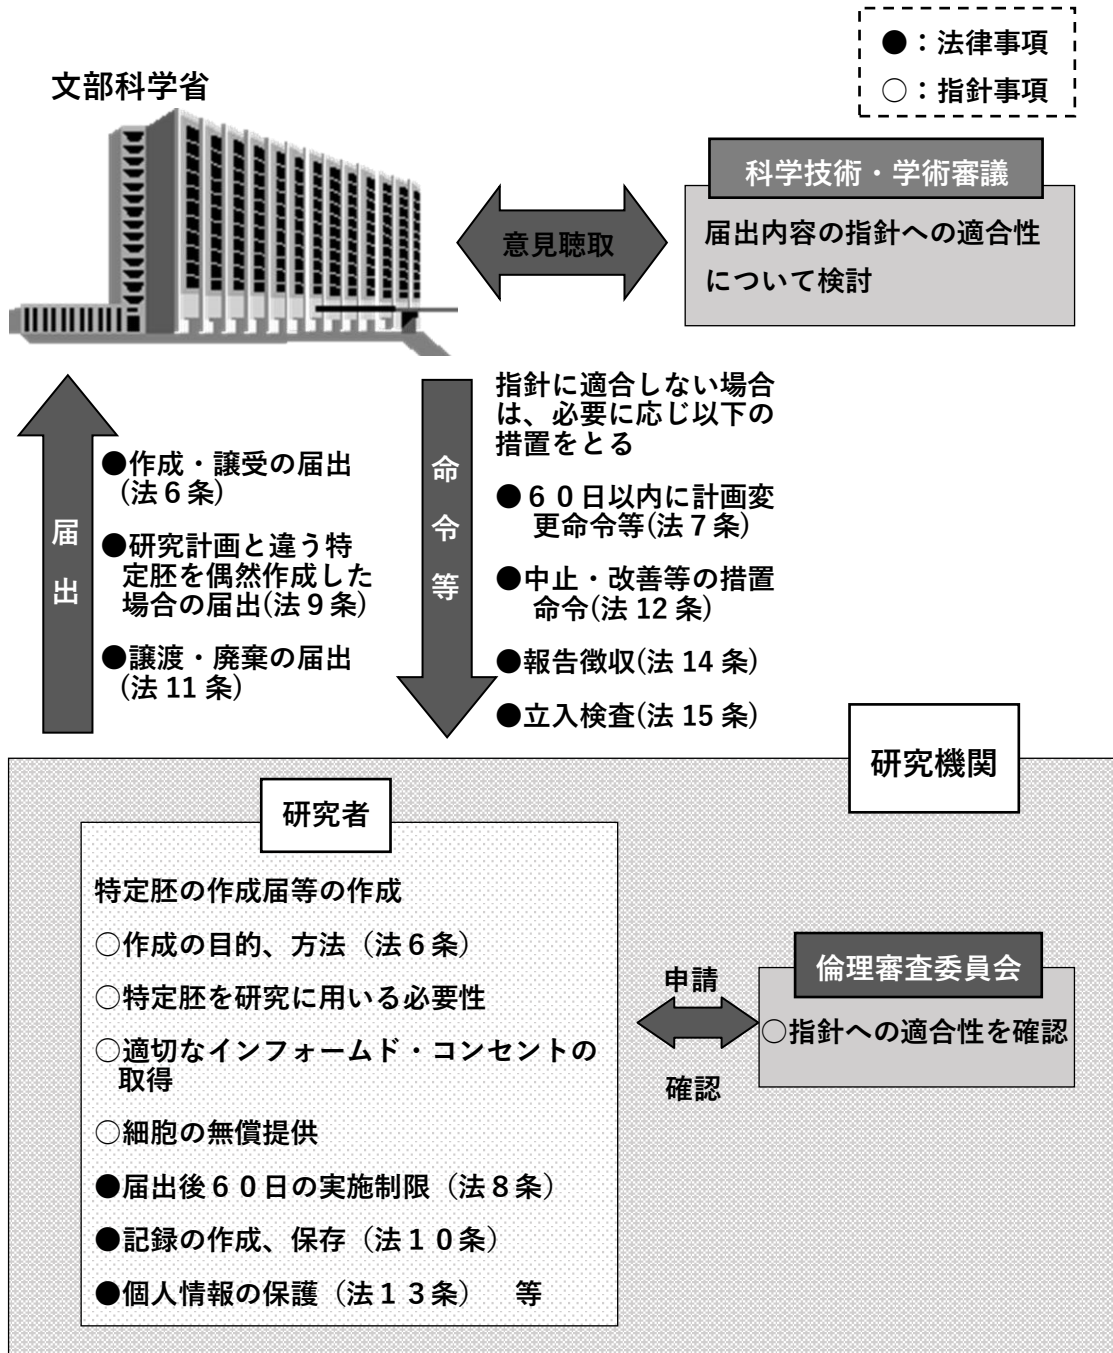 ●：法律事項
○：指針事項
文部科学省
科学技術・学術審議
届出内容の指針への適合性
について検討
意見聴取
届出
●作成・譲受の届出
(法６条)
●研究計画と違う特
定胚を偶然作成した
場合の届出(法９条)
●譲渡・廃棄の届出
(法 11 条)
命令等
指針に適合しない場合
は、必要に応じ以下の
措置をとる
●６０日以内に計画変
更命令等(法７条)
●中止・改善等の措置
命令(法 12 条)
●報告徴収(法 14 条)
●立入検査(法 15 条)
研究機関
研究者
特定胚の作成届等の作成
○作成の目的、方法（法６条）
○特定胚を研究に用いる必要性
○適切なインフォームド・コンセントの
取得
○細胞の無償提供
●届出後６０日の実施制限（法８条）
●記録の作成、保存（法１０条）
●個人情報の保護（法１３条）　等
申請
確認
倫理審査委員会
○指針への適合性を確認